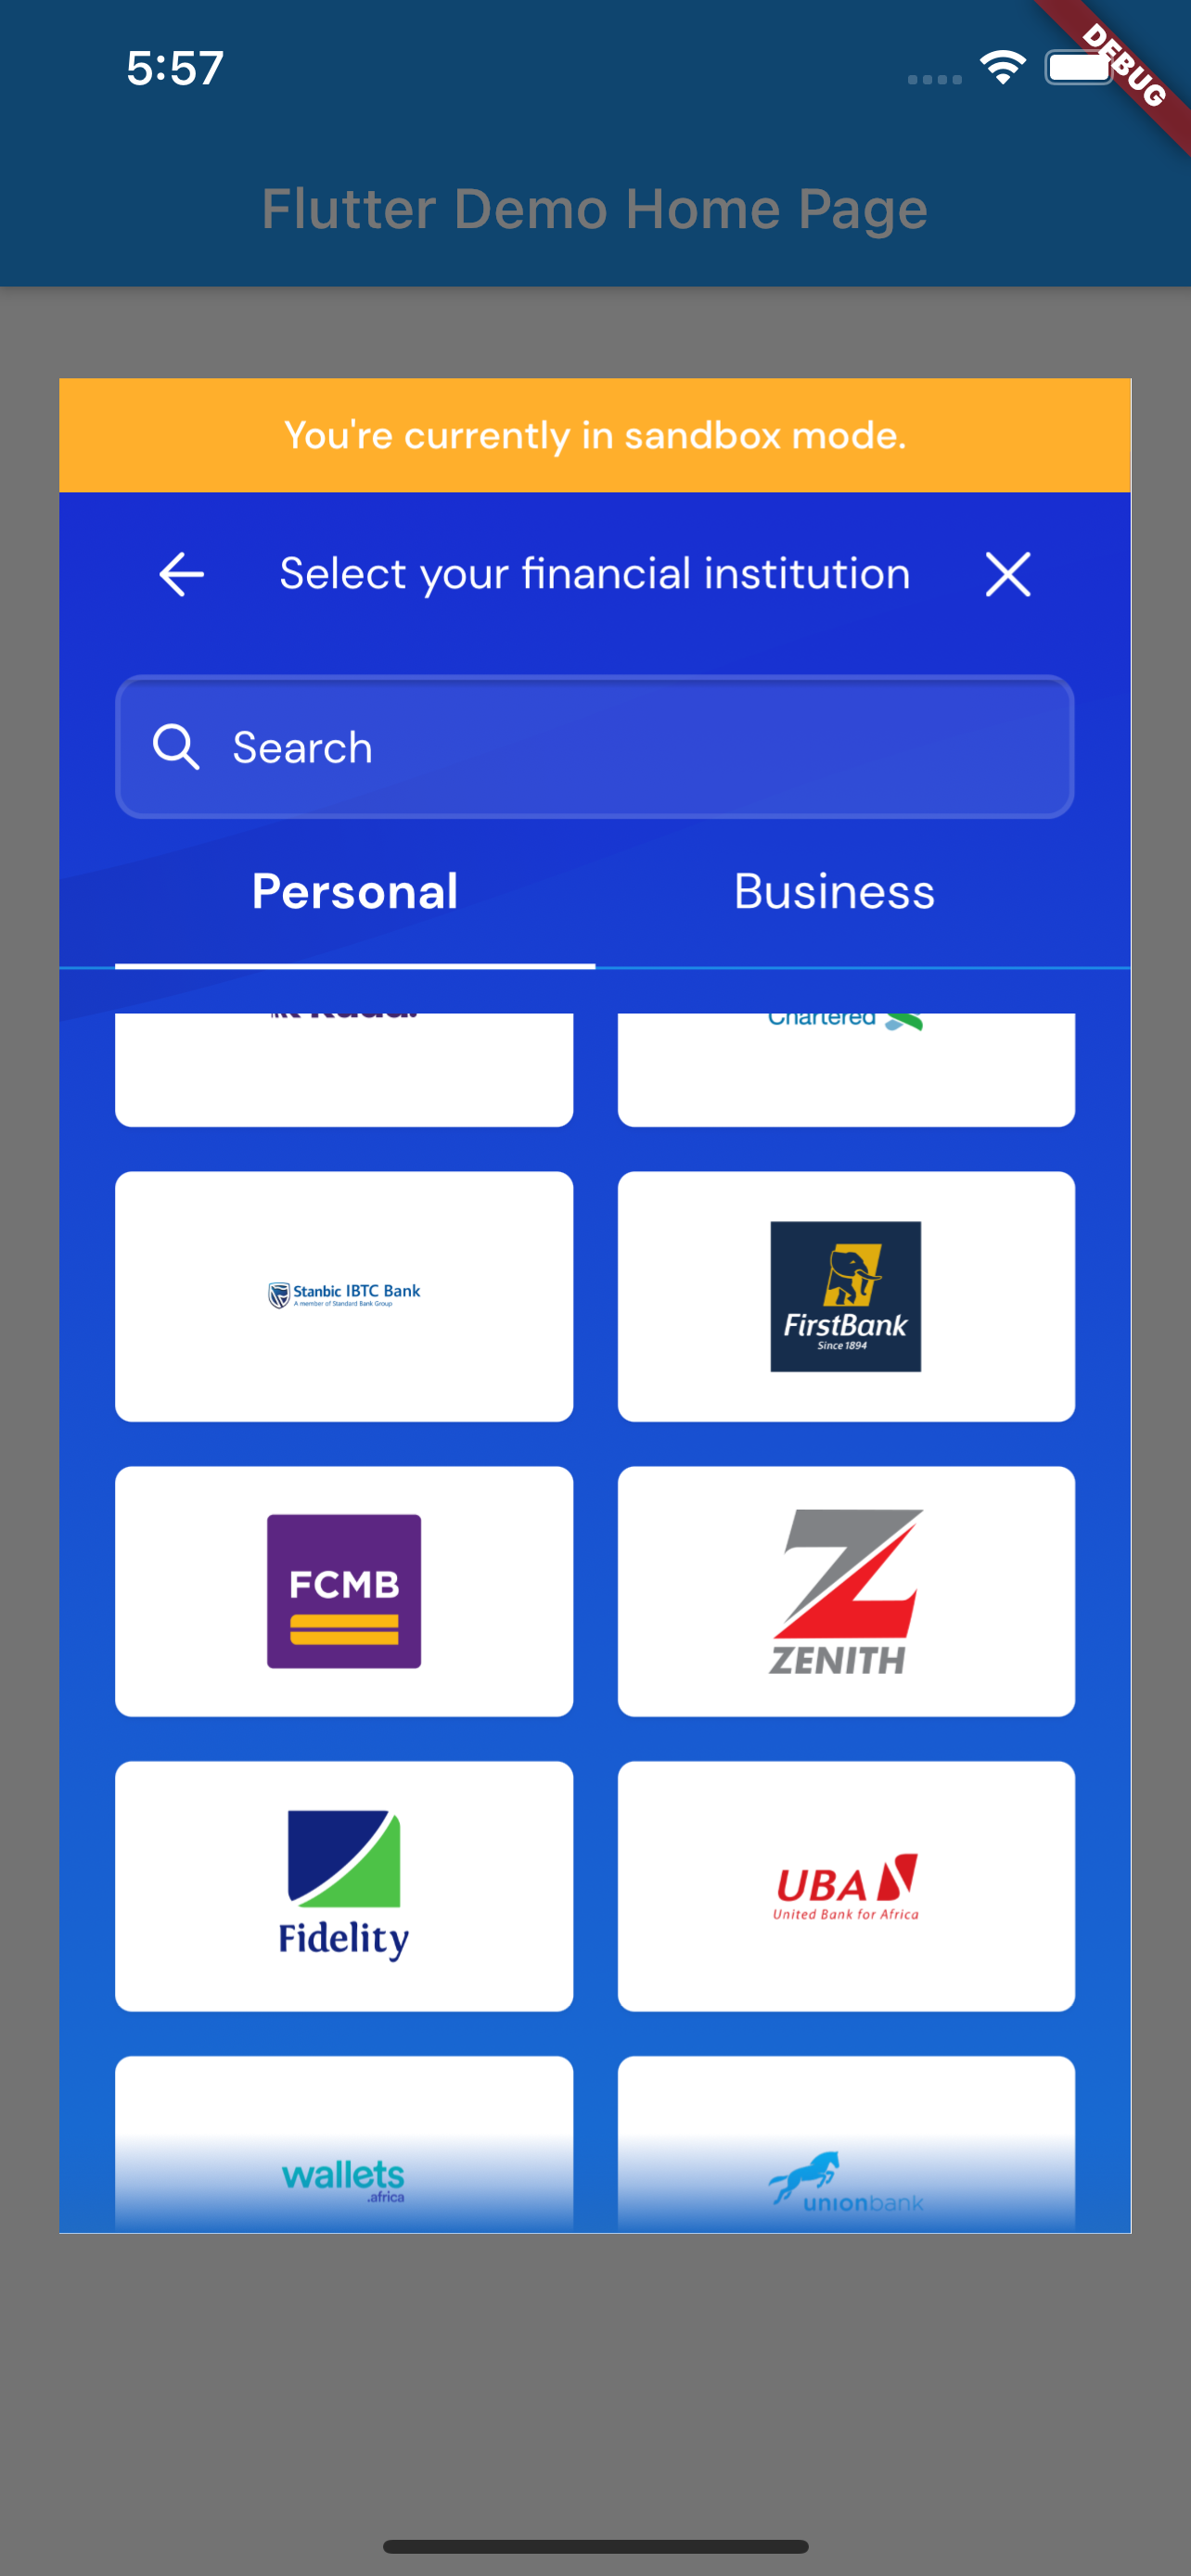 5:57
DEBUG
Flutter Demo Home Page
You're currently in sandbox mode.
Select your financial institution
Search
Personal Business
Chartered
Stanbic IBTC Bank
A member of Standard Bank Group
FirstBank
Since 1894
FCMB
ZENITH
Fidelity
UBA
United Bank for Africa
wallets
.africa
unionbank